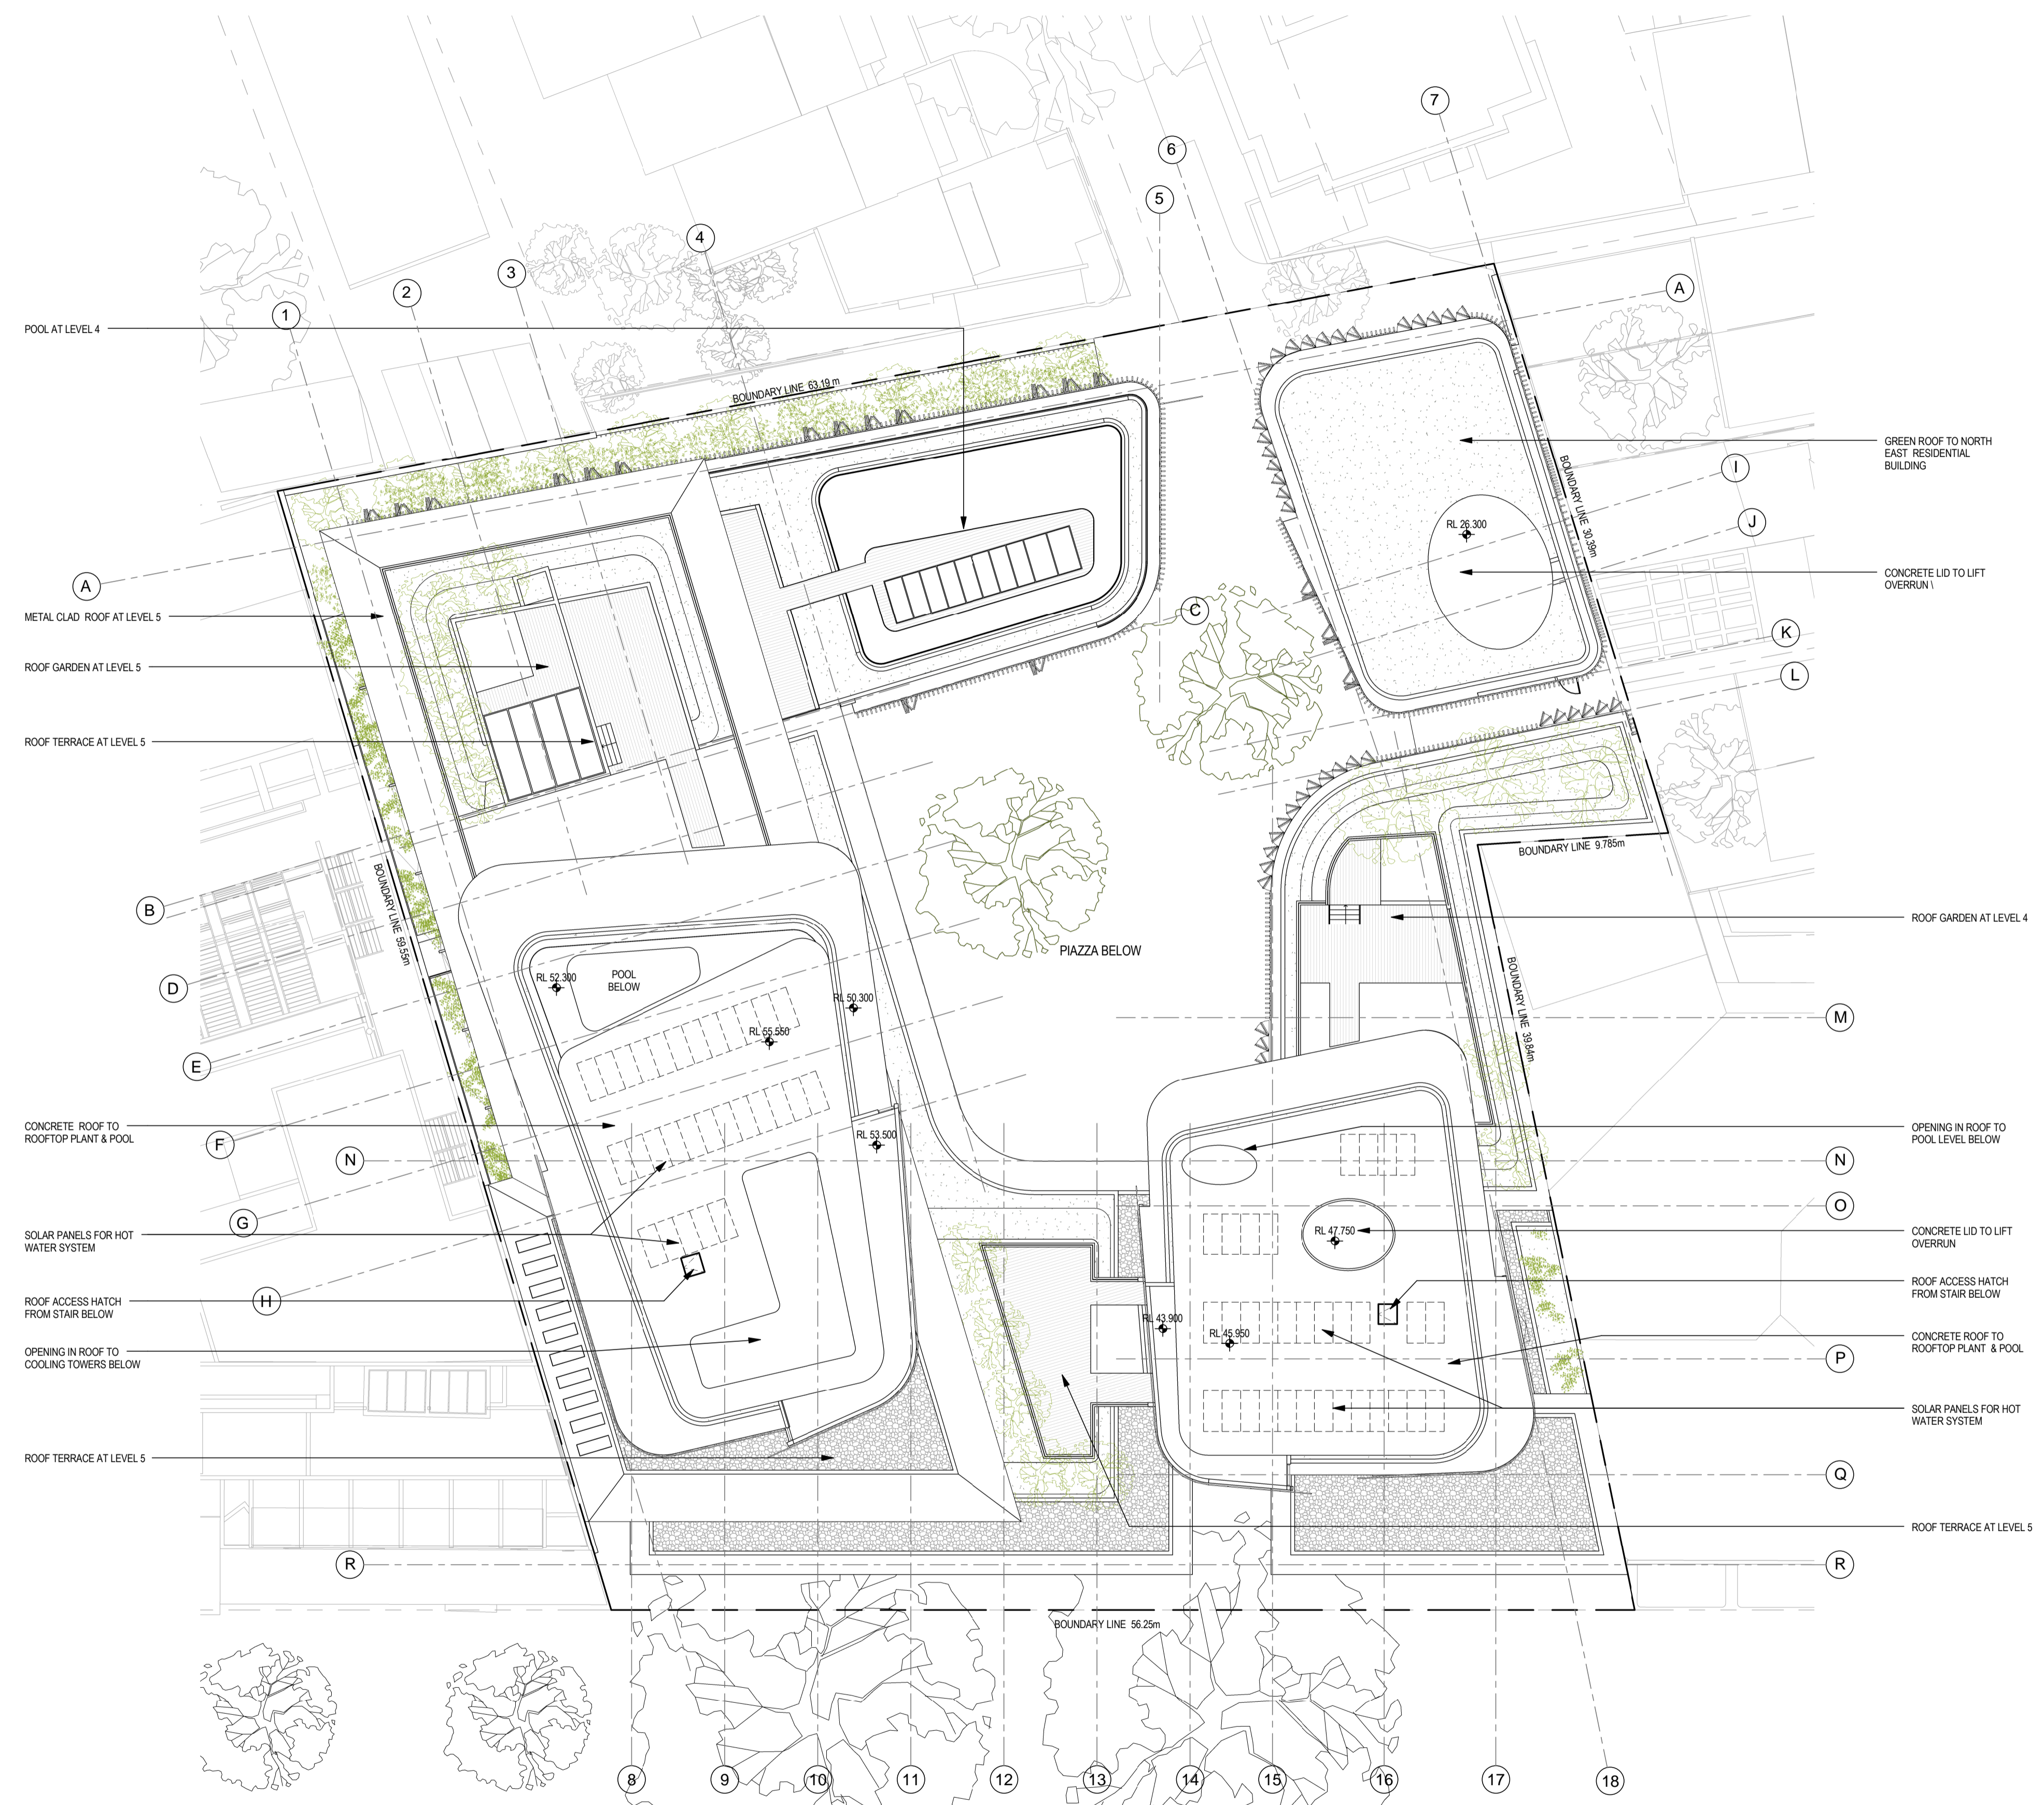 7
6
5
4
3
2
1
A
POOL AT LEVEL 4
BOUNDARY LINE  63.19 m
GREEN ROOF TO NORTH
EAST  RESIDENTIAL
BUILDING
BOUNDARY LINE  30.39m
I
RL 26.300
J
A
CONCRETE LID TO LIFT
OVERRUN \
METAL CLAD  ROOF AT LEVEL 5
C
K
ROOF GARDEN AT LEVEL 5
L
ROOF TERRACE AT LEVEL 5
BOUNDARY LINE  9.785m
BOUNDARY LINE  59.55m
B
ROOF GARDEN AT LEVEL 4
PIAZZA BELOW
D
RL 52.300
POOL
BELOW
RL 50.300
BOUNDARY LINE  39.84m
M
RL 55.550
E
CONCRETE  ROOF TO
ROOFTOP PLANT & POOL
RL 53.500
OPENING IN ROOF TO
POOL LEVEL BELOW
F
N
N
O
G
SOLAR PANELS FOR HOT
WATER SYSTEM
RL 47.750
CONCRETE LID TO LIFT
OVERRUN
ROOF ACCESS HATCH
FROM STAIR BELOW
H
ROOF ACCESS HATCH
FROM STAIR BELOW
RL 43.900
RL 45.950
CONCRETE ROOF TO
ROOFTOP PLANT  & POOL
OPENING IN ROOF TO
COOLING TOWERS BELOW
P
SOLAR PANELS FOR HOT
WATER SYSTEM
ROOF TERRACE AT LEVEL 5
Q
ROOF TERRACE AT LEVEL 5
R
R
BOUNDARY LINE  56.25m
8
9
10
11
12
13
14
15
16
17
18